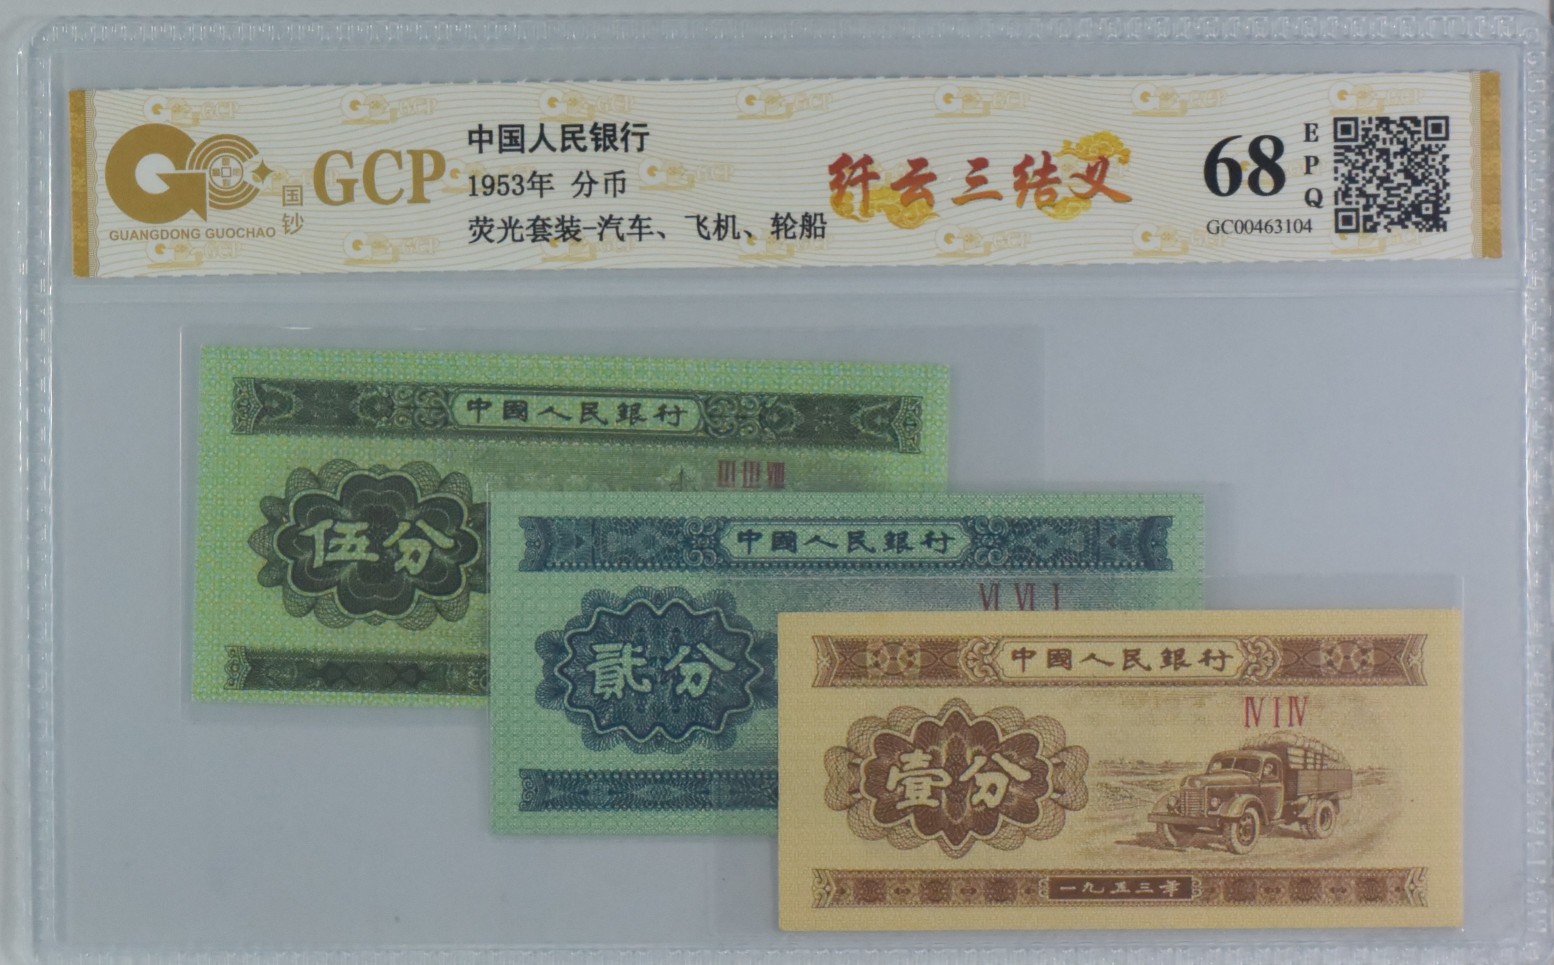 GCP
国钞
GUANGDONG GUOCHAO
中国人民银行
1953年 分币
荧光套装-汽车、飞机、轮船
纤云三结义
68
EPQ
GC00463104
中國人民銀行
III III VIII
伍分
中國人民銀行
VI VI I
貳分
中國人民銀行
IV I IV
壹分
一九五三年